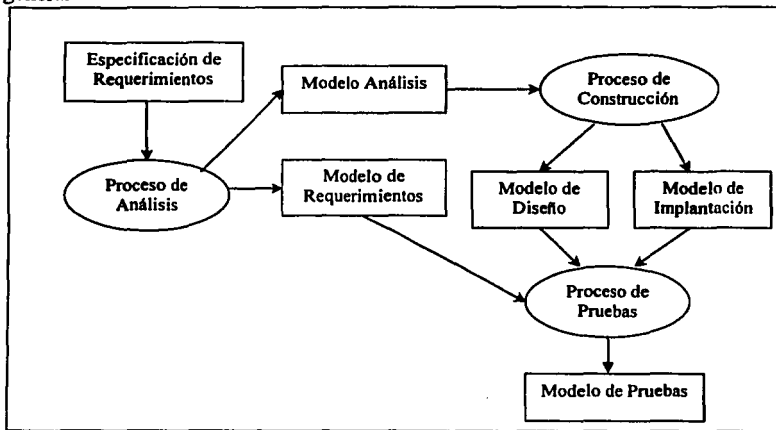 Especificación de
Requerimientos
Modelo Análisis
Proceso de
Construcción
Proceso de
Análisis
Modelo de
Requerimientos
Modelo de
Diseño
Modelo de
Implantación
Proceso de
Pruebas
Modelo de Pruebas